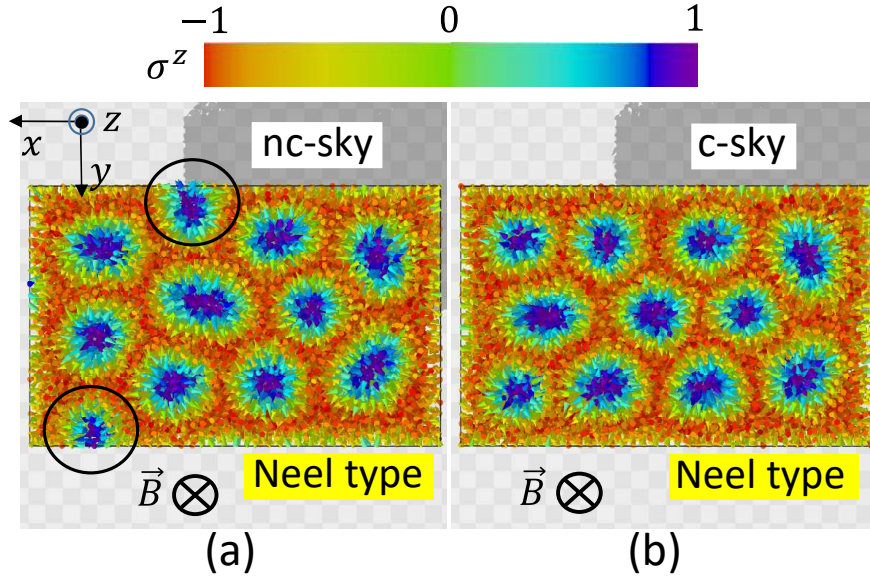 −1 0 1
σ^z
x z y
nc-sky c-sky
B⃗ ⊗ Neel type B⃗ ⊗ Neel type
(a) (b)